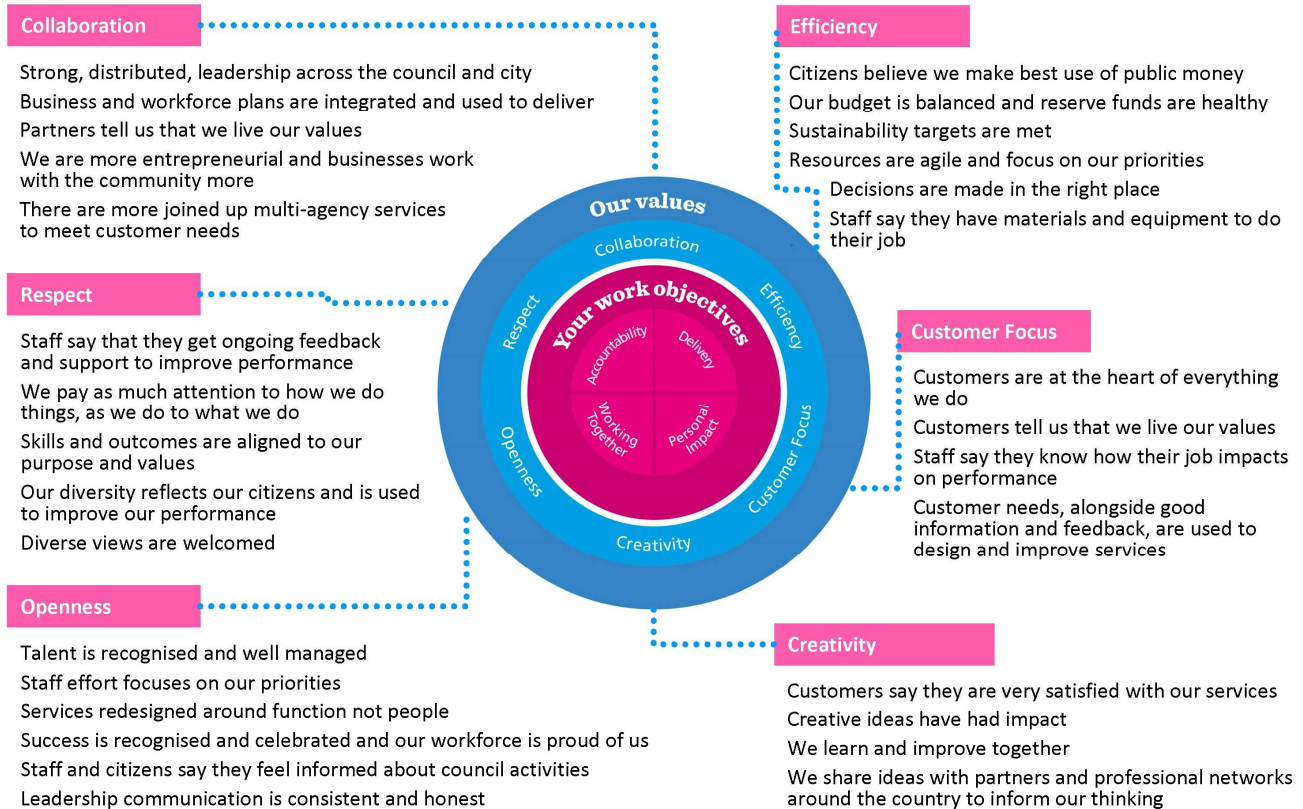 Collaboration
Strong, distributed, leadership across the council and city
Business and workforce plans are integrated and used to deliver
Partners tell us that we live our values
We are more entrepreneurial and businesses work
with the community more
There are more joined up multi-agency services
to meet customer needs
Efficiency
Citizens believe we make best use of public money
Our budget is balanced and reserve funds are healthy
Sustainability targets are met
Resources are agile and focus on our priorities
Decisions are made in the right place
Staff say they have materials and equipment to do
their job
Respect
Staff say that they get ongoing feedback
and support to improve performance
We pay as much attention to how we do
things, as we do to what we do
Skills and outcomes are aligned to our
purpose and values
Our diversity reflects our citizens and is used
to improve our performance
Diverse views are welcomed
Our values
Collaboration
Efficiency
Customer Focus
Creativity
Openness
Respect
Your work objectives
Accountability
Delivery
Working
Together
Personal
Impact
Customer Focus
Customers are at the heart of everything
we do
Customers tell us that we live our values
Staff say they know how their job impacts
on performance
Customer needs, alongside good
information and feedback, are used to
design and improve services
Openness
Talent is recognised and well managed
Staff effort focuses on our priorities
Services redesigned around function not people
Success is recognised and celebrated and our workforce is proud of us
Staff and citizens say they feel informed about council activities
Leadership communication is consistent and honest
Creativity
Customers say they are very satisfied with our services
Creative ideas have had impact
We learn and improve together
We share ideas with partners and professional networks
around the country to inform our thinking